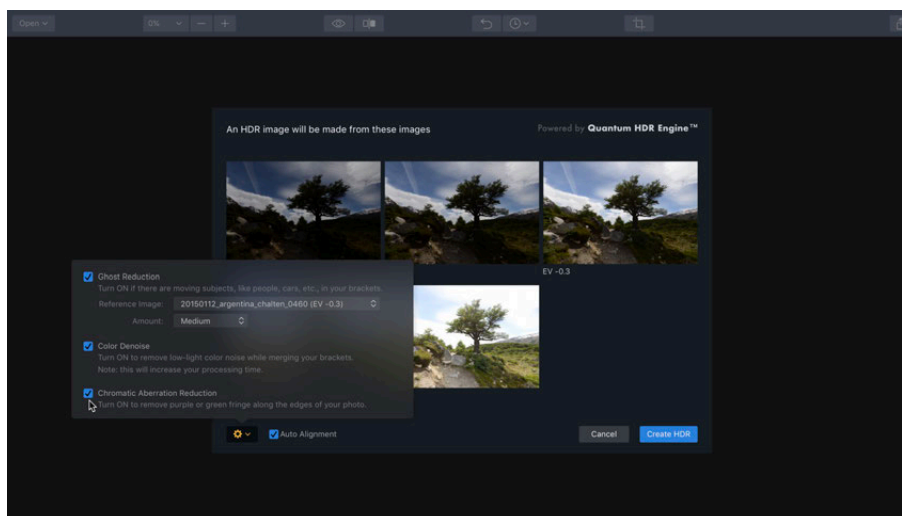 Open
0%
An HDR image will be made from these images
Powered by Quantum HDR Engine™
EV -0.3
Ghost Reduction
Turn ON if there are moving subjects, like people, cars, etc., in your brackets.
Reference Image: 20150112_argentina_chalten_0460 (EV -0.3)
Amount: Medium
Color Denoise
Turn ON to remove low-light color noise while merging your brackets.
Note: this will increase your processing time.
Chromatic Aberration Reduction
Turn ON to remove purple or green fringe along the edges of your photo.
Auto Alignment
Cancel
Create HDR